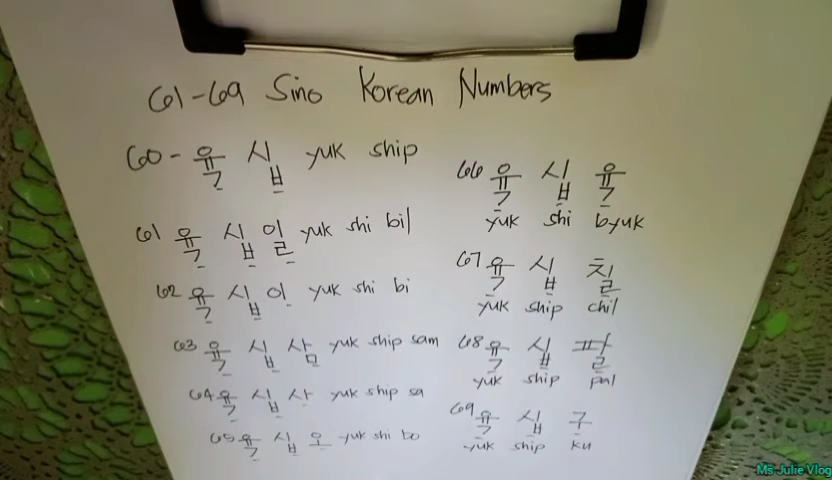 61-69 Sino Korean Numbers
60 - 육 십 yuk ship
61 육 십 일 yuk shi bil
62 육 십 이 yuk shi bi
63 육 십 삼 yuk ship sam
64 육 십 사 yuk ship sa
65 육 십 오 yuk shi bo
66 육 십 육
yuk shi byuk
67 육 십 칠
yuk ship chil
68 육 십 팔
yuk ship pal
69 육 십 구
yuk ship ku
Ms Julie Vlog